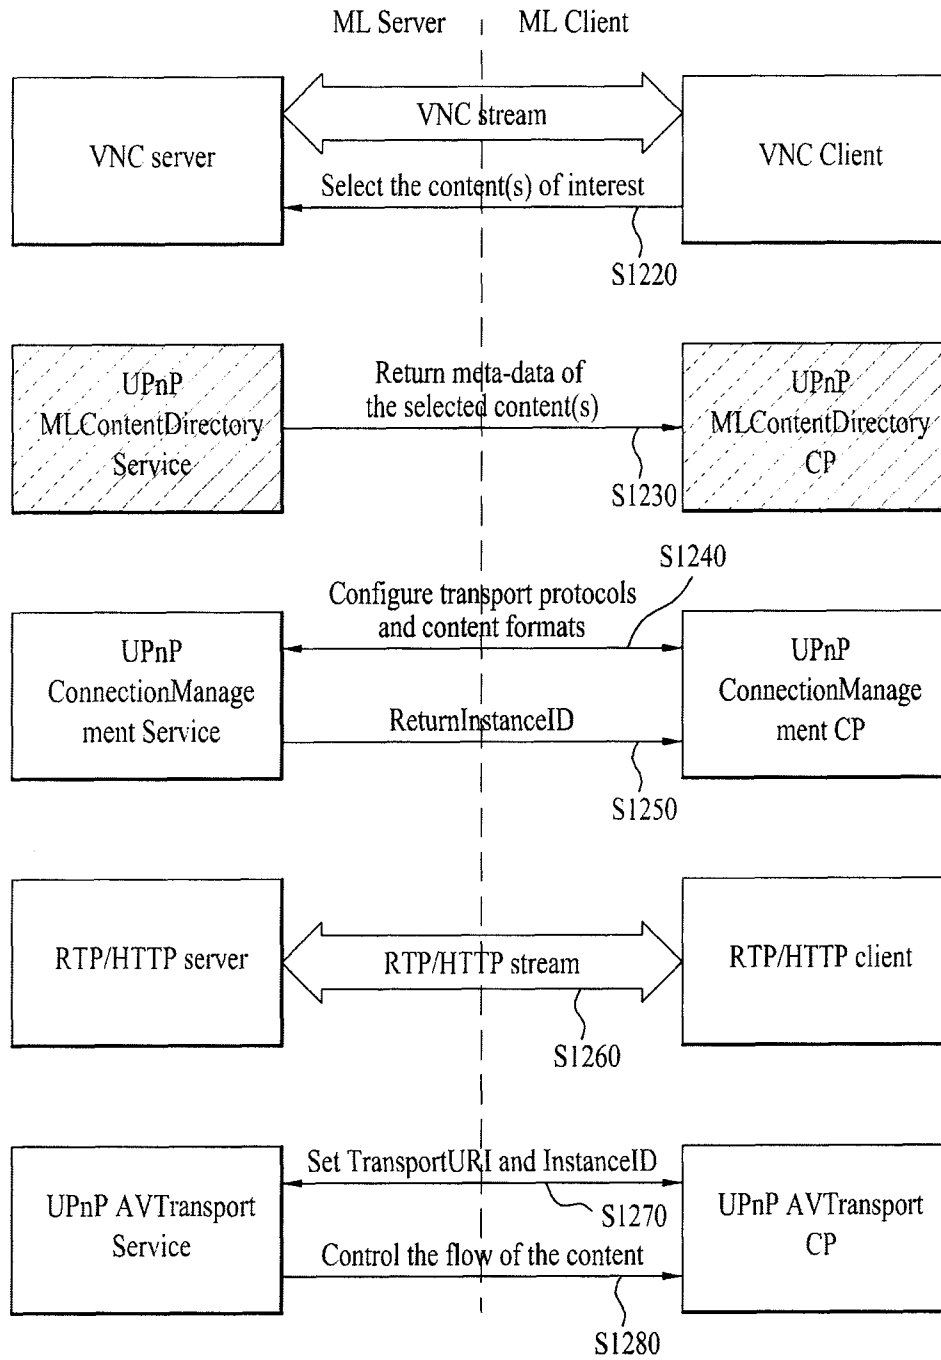 ML Server
ML Client
VNC server
VNC stream
VNC Client
Select the content(s) of interest
S1220
UPnP
MLContentDirectory
Service
Return meta-data of
the selected content(s)
UPnP
MLContentDirectory
CP
S1230
S1240
Configure transport protocols
and content formats
UPnP
ConnectionManage
ment Service
UPnP
ConnectionManage
ment CP
ReturnInstanceID
S1250
RTP/HTTP server
RTP/HTTP stream
RTP/HTTP client
S1260
Set TransportURI and InstanceID
UPnP AVTransport
Service
S1270
UPnP AVTransport
CP
Control the flow of the content
S1280